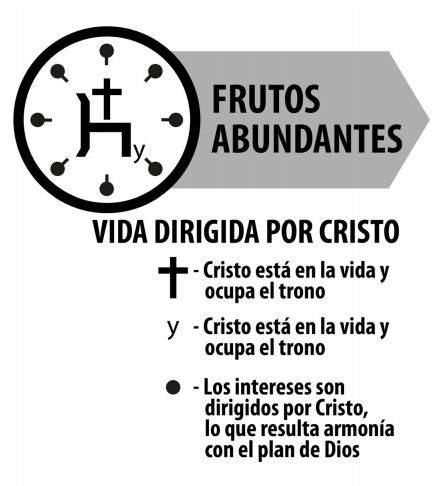 y
FRUTOS
ABUNDANTES
VIDA DIRIGIDA POR CRISTO
- Cristo está en la vida y
ocupa el trono
y - Cristo está en la vida y
ocupa el trono
- Los intereses son
dirigidos por Cristo,
lo que resulta armonía
con el plan de Dios